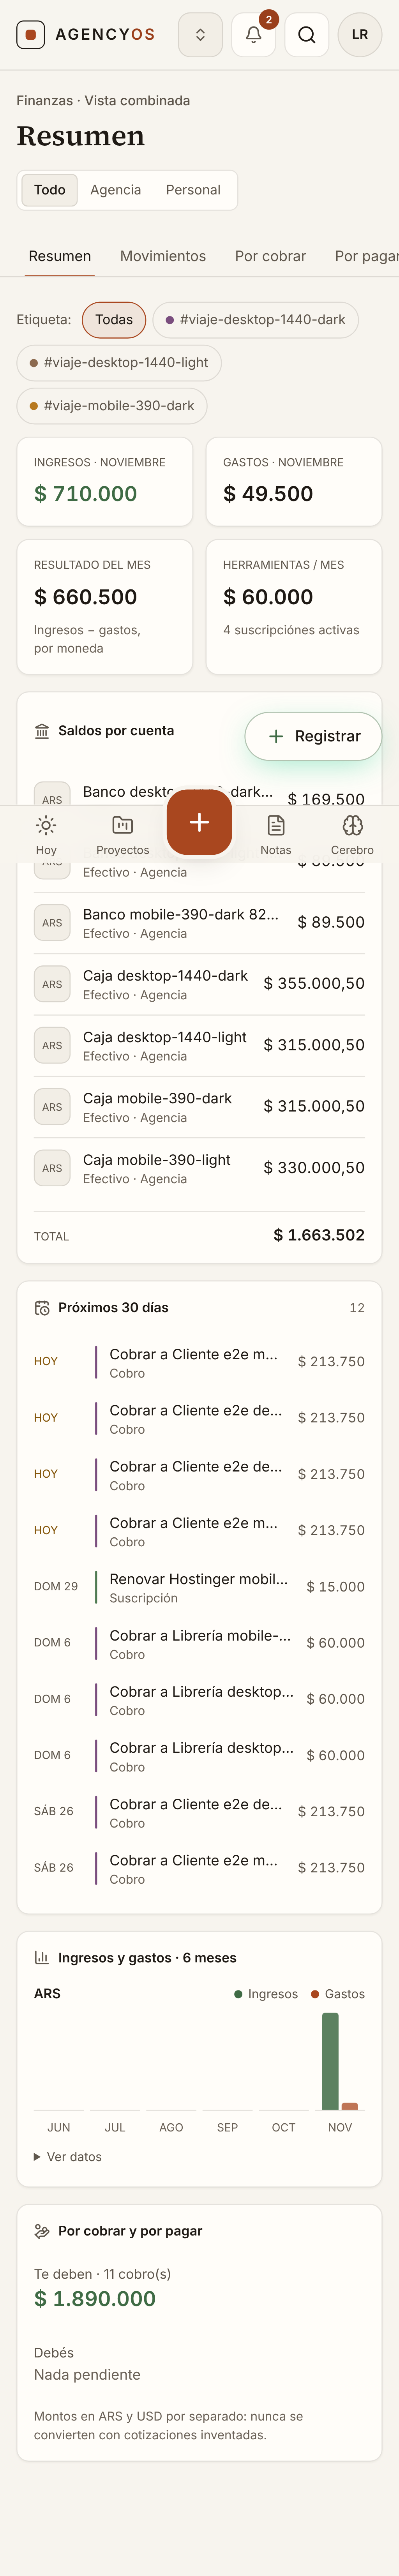 AGENCYOS
2
LR
Finanzas · Vista combinada
Resumen
Todo
Agencia
Personal
Resumen
Movimientos
Por cobrar
Por pagar
Etiqueta:
Todas
#viaje-desktop-1440-dark
#viaje-desktop-1440-light
#viaje-mobile-390-dark
INGRESOS · NOVIEMBRE
$ 710.000
GASTOS · NOVIEMBRE
$ 49.500
RESULTADO DEL MES
$ 660.500
Ingresos − gastos,
por moneda
HERRAMIENTAS / MES
$ 60.000
4 suscripciónes activas
Saldos por cuenta
Registrar
ARS
Banco deskto
-dark...
$ 169.500
Hoy
Proyectos
Notas
Cerebro
Efectivo · Agencia
ARS
Banco mobile-390-dark 82...
Efectivo · Agencia
$ 89.500
ARS
Caja desktop-1440-dark
Efectivo · Agencia
$ 355.000,50
ARS
Caja desktop-1440-light
Efectivo · Agencia
$ 315.000,50
ARS
Caja mobile-390-dark
Efectivo · Agencia
$ 315.000,50
ARS
Caja mobile-390-light
Efectivo · Agencia
$ 330.000,50
TOTAL
$ 1.663.502
Próximos 30 días
12
HOY
Cobrar a Cliente e2e m...
Cobro
$ 213.750
HOY
Cobrar a Cliente e2e de...
Cobro
$ 213.750
HOY
Cobrar a Cliente e2e de...
Cobro
$ 213.750
HOY
Cobrar a Cliente e2e m...
Cobro
$ 213.750
DOM 29
Renovar Hostinger mobil...
Suscripción
$ 15.000
DOM 6
Cobrar a Librería mobile-...
Cobro
$ 60.000
DOM 6
Cobrar a Librería desktop...
Cobro
$ 60.000
DOM 6
Cobrar a Librería desktop...
Cobro
$ 60.000
SÁB 26
Cobrar a Cliente e2e de...
Cobro
$ 213.750
SÁB 26
Cobrar a Cliente e2e m...
Cobro
$ 213.750
Ingresos y gastos · 6 meses
ARS
Ingresos
Gastos
JUN
JUL
AGO
SEP
OCT
NOV
Ver datos
Por cobrar y por pagar
Te deben · 11 cobro(s)
$ 1.890.000
Debés
Nada pendiente
Montos en ARS y USD por separado: nunca se
convierten con cotizaciones inventadas.